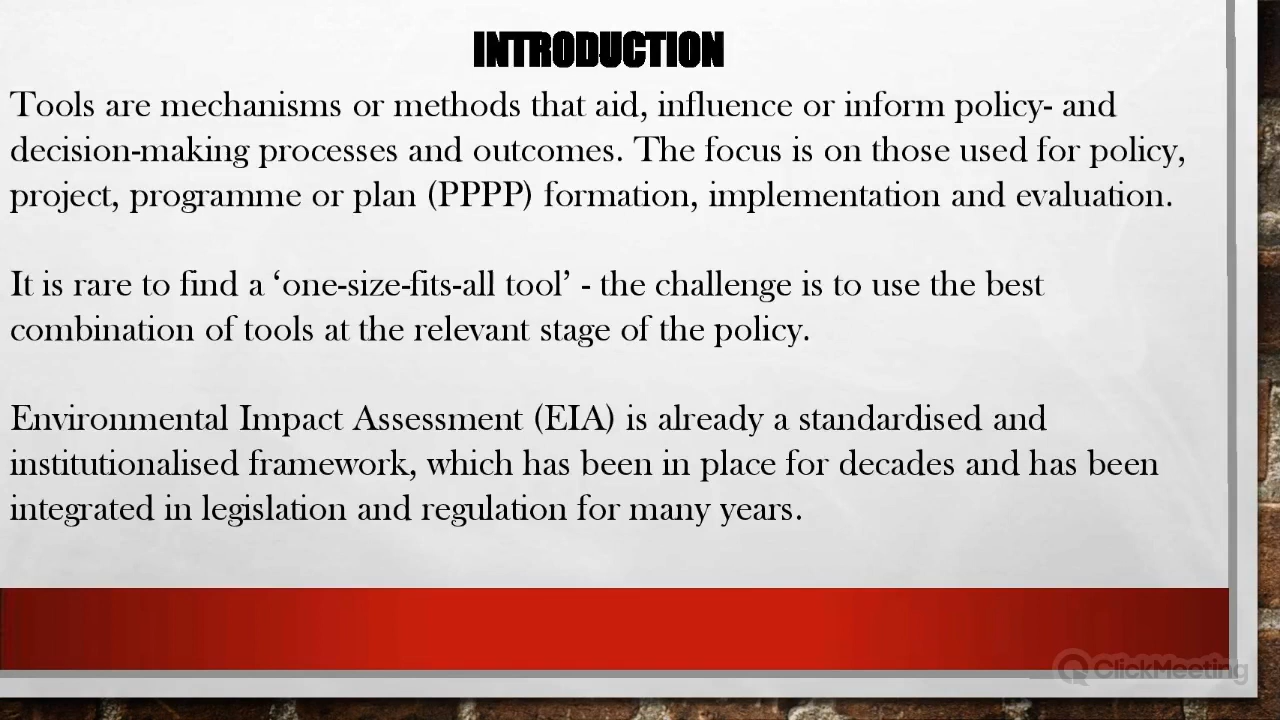 INTRODUCTION
Tools are mechanisms or methods that aid, influence or inform policy- and
decision-making processes and outcomes. The focus is on those used for policy,
project, programme or plan (PPPP) formation, implementation and evaluation.
It is rare to find a ‘one-size-fits-all tool’ - the challenge is to use the best
combination of tools at the relevant stage of the policy.
Environmental Impact Assessment (EIA) is already a standardised and
institutionalised framework, which has been in place for decades and has been
integrated in legislation and regulation for many years.
ClickMeeting